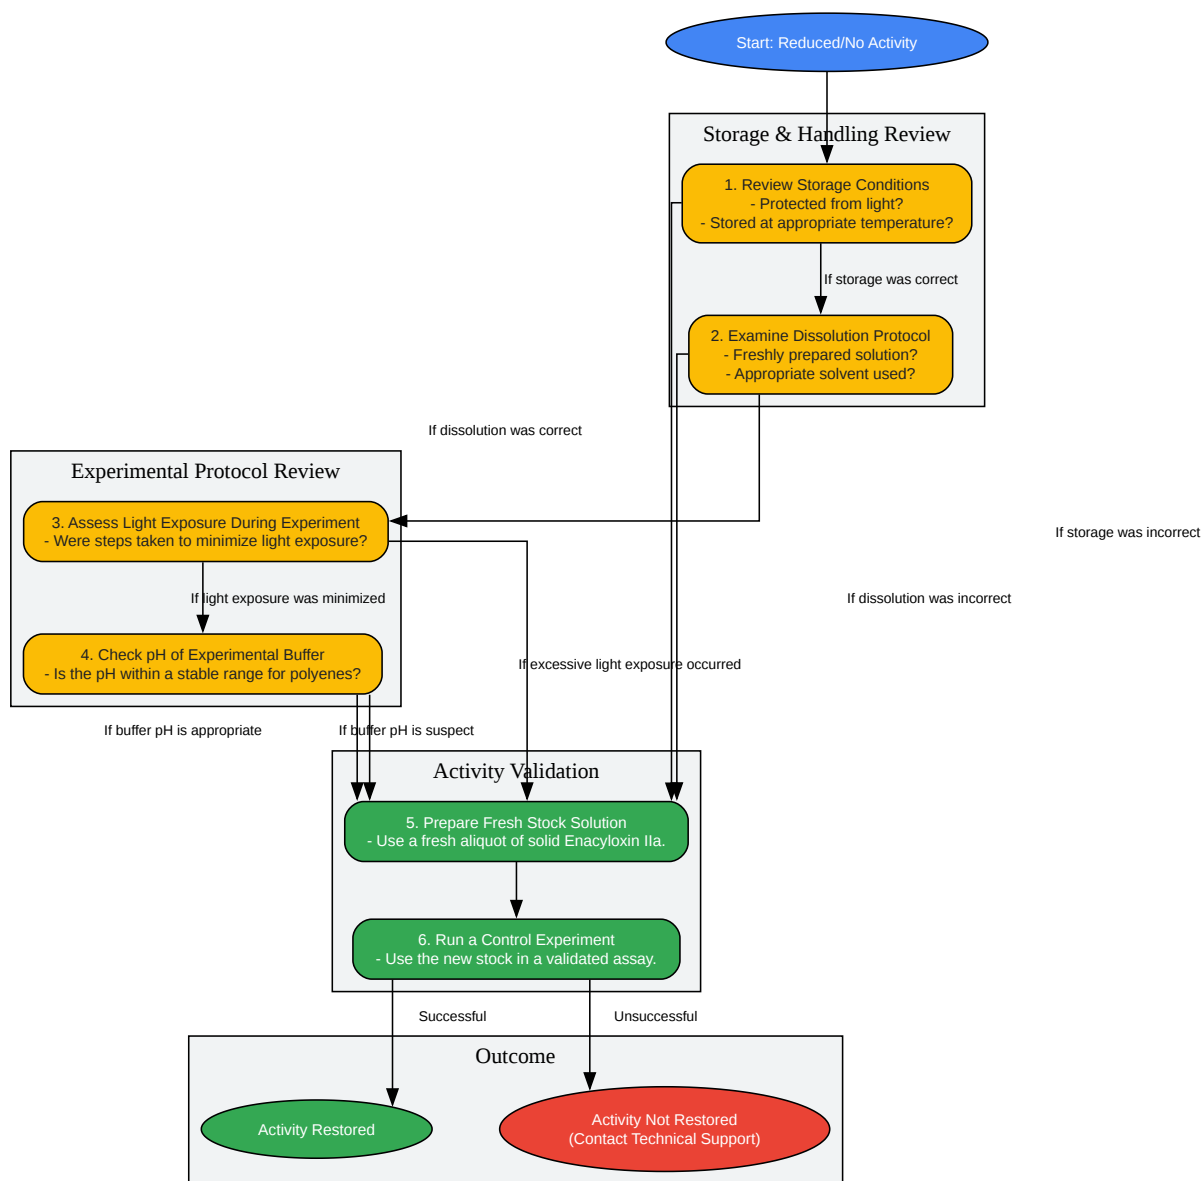 Start: Reduced/No Activity
Storage & Handling Review
1. Review Storage Conditions
- Protected from light?
- Stored at appropriate temperature?
If storage was correct
2. Examine Dissolution Protocol
- Freshly prepared solution?
- Appropriate solvent used?
If dissolution was correct
Experimental Protocol Review
3. Assess Light Exposure During Experiment
- Were steps taken to minimize light exposure?
If storage was incorrect
If light exposure was minimized
If dissolution was incorrect
4. Check pH of Experimental Buffer
- Is the pH within a stable range for polyenes?
If excessive light exposure occurred
If buffer pH is appropriate
If buffer pH is suspect
Activity Validation
5. Prepare Fresh Stock Solution
- Use a fresh aliquot of solid Enacyloxin IIa.
6. Run a Control Experiment
- Use the new stock in a validated assay.
Successful
Unsuccessful
Outcome
Activity Restored
Activity Not Restored
(Contact Technical Support)